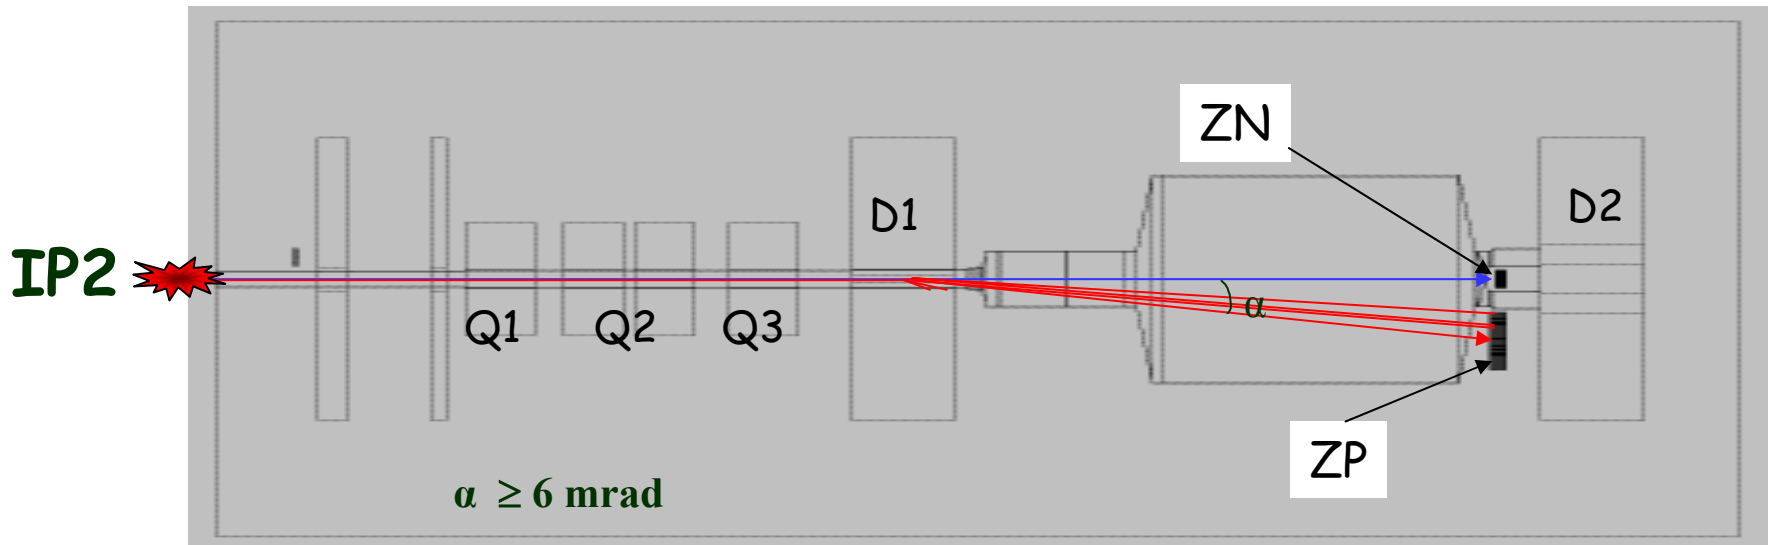 ZN
D1
D2
IP2
α
Q1
Q2
Q3
ZP
α ≥ 6 mrad